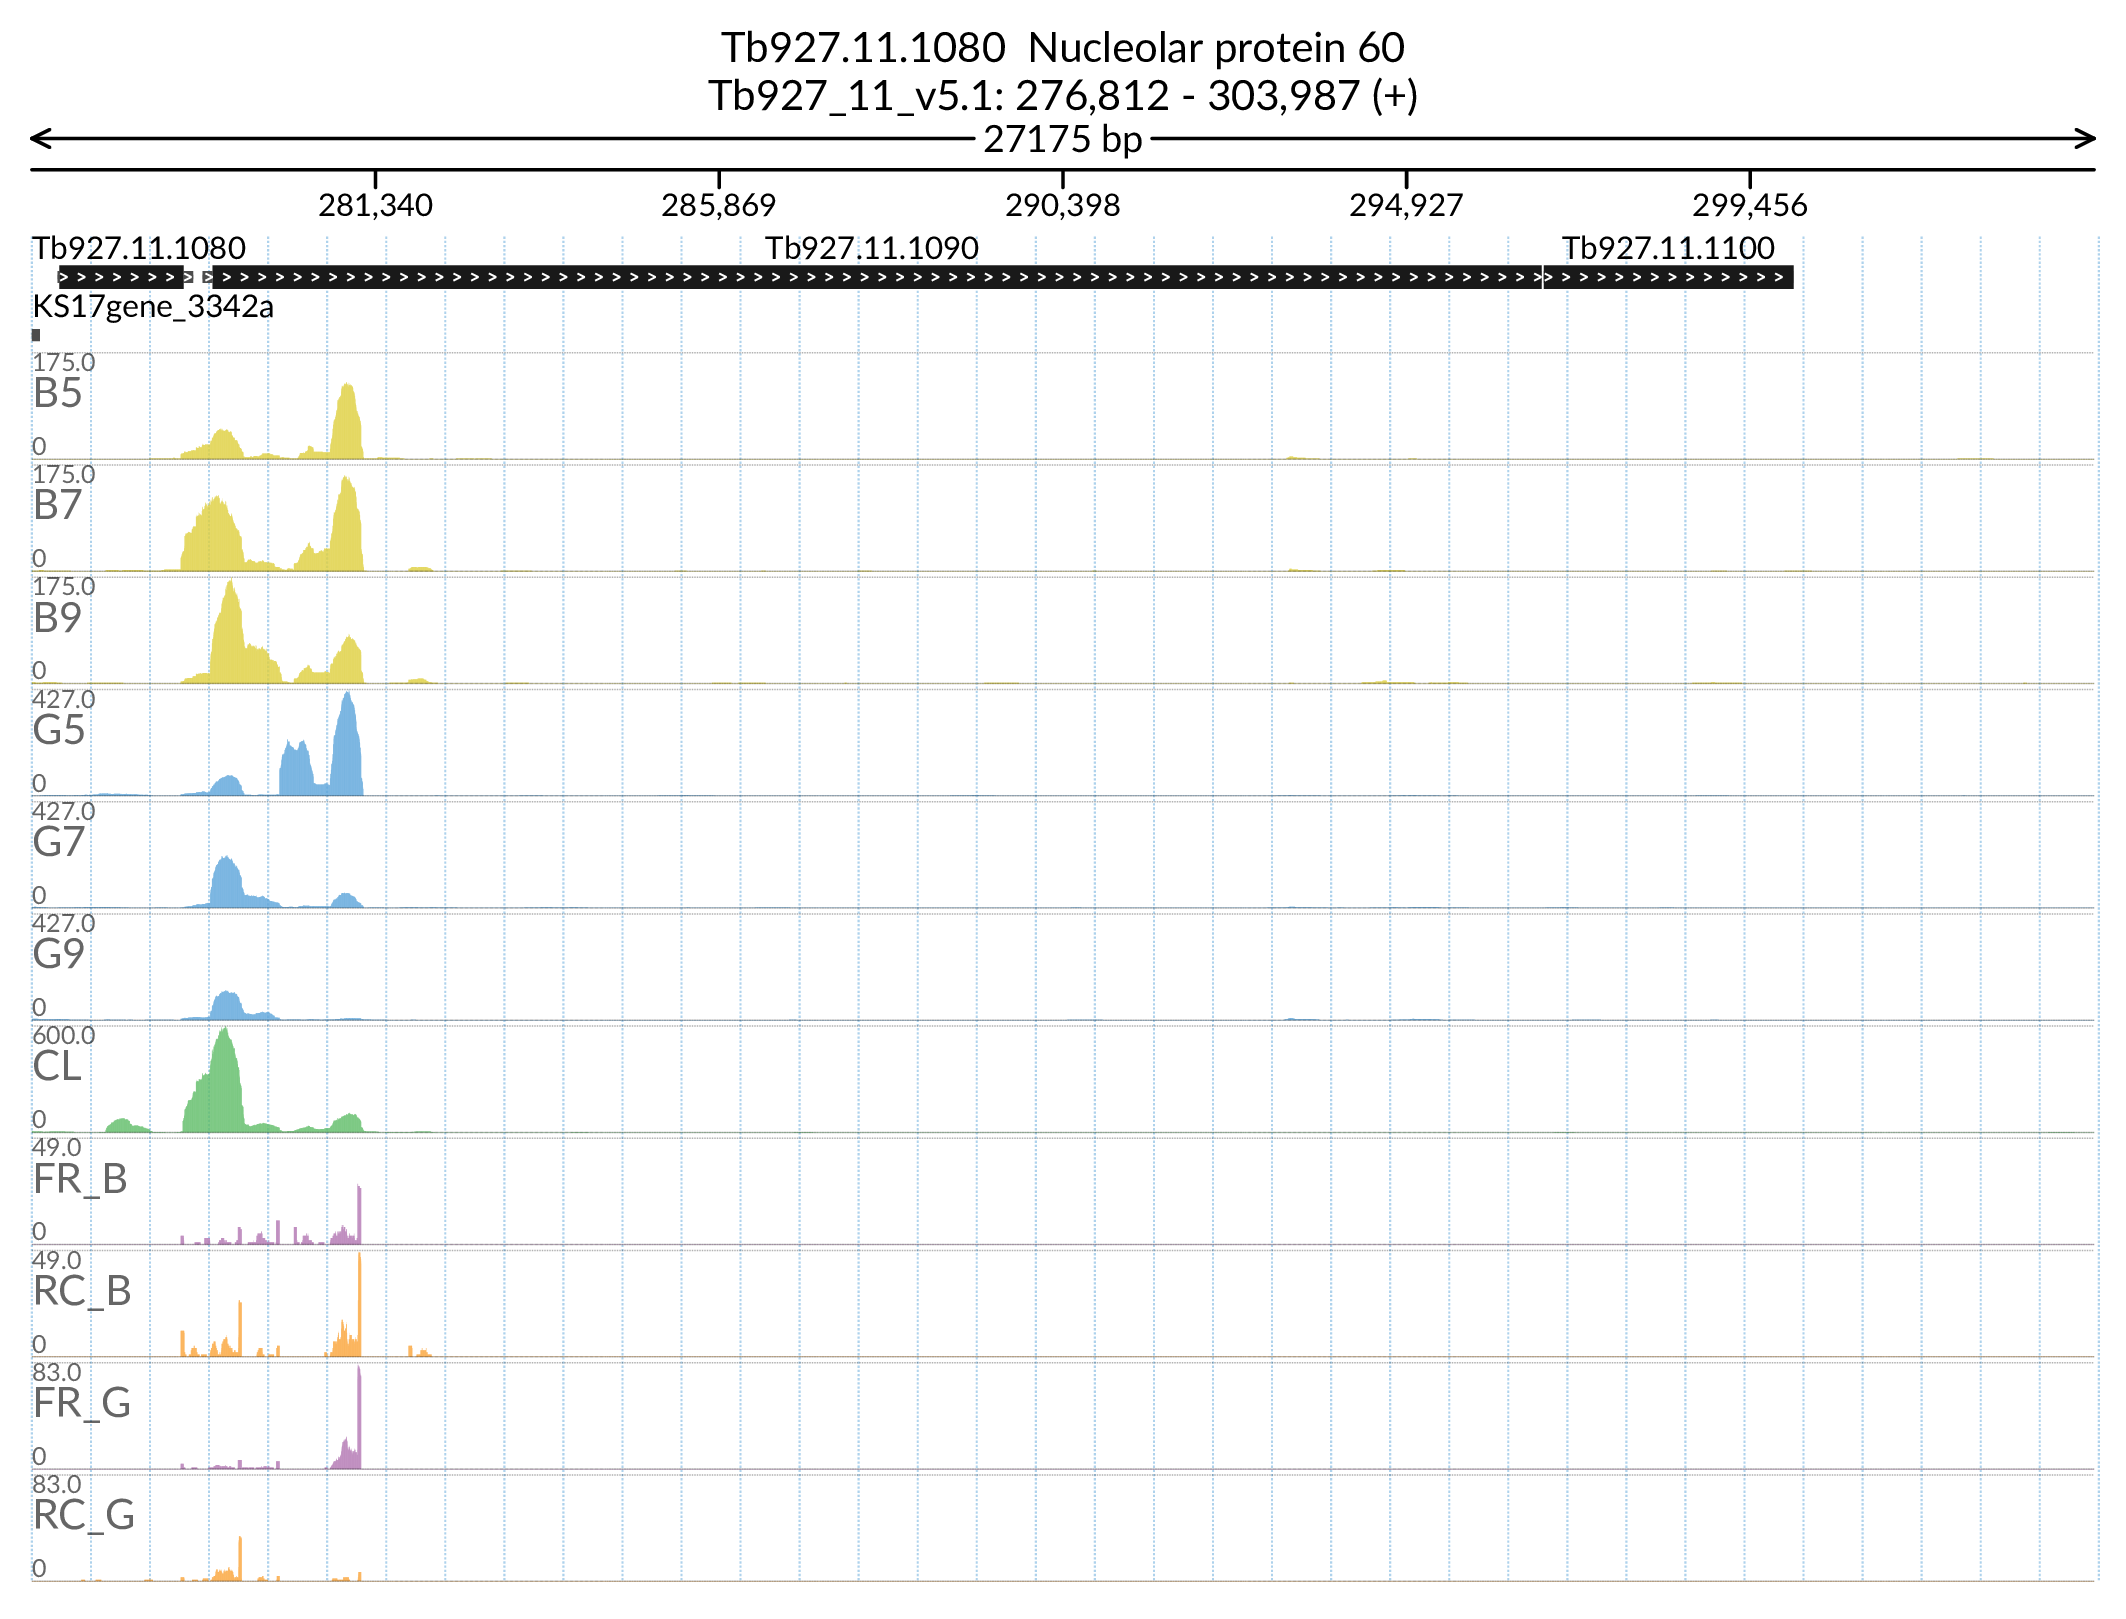 Tb927.11.1080  Nucleolar protein 60
Tb927_11_v5.1: 276,812 - 303,987 (+)
27175 bp
281,340 285,869 290,398 294,927 299,456
Tb927.11.1080 Tb927.11.1090 Tb927.11.1100
KS17gene_3342a
175.0
B5
0
175.0
B7
0
175.0
B9
0
427.0
G5
0
427.0
G7
0
427.0
G9
0
600.0
CL
0
49.0
FR_B
0
49.0
RC_B
0
83.0
FR_G
0
83.0
RC_G
0